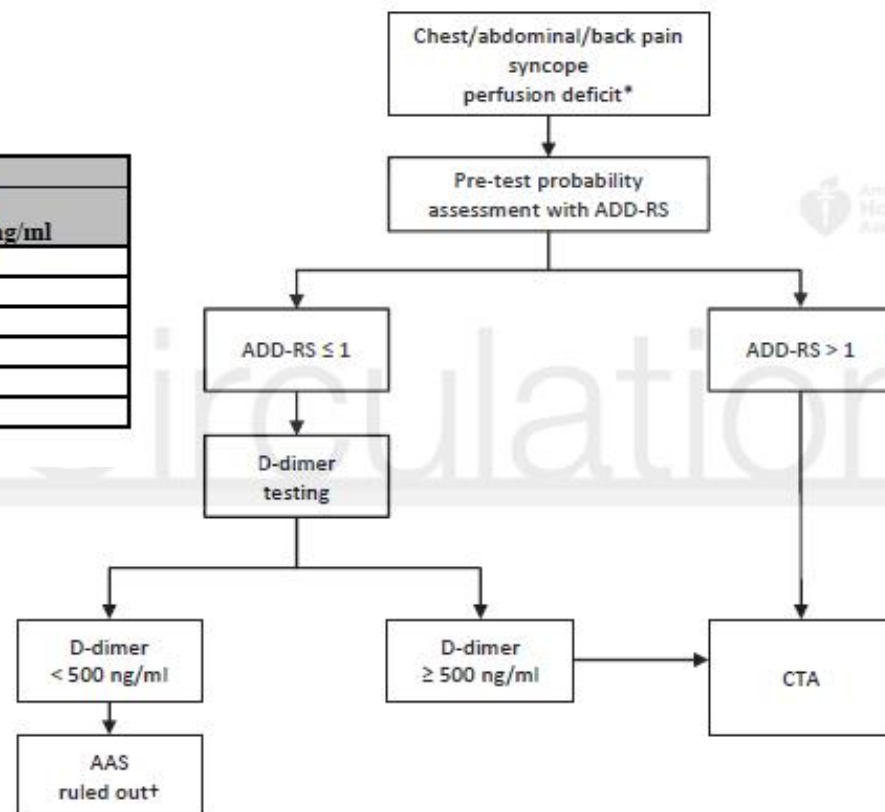 Chest/abdominal/back pain
syncope
perfusion deficit*
ng/ml
Pre-test probability
assessment with ADD-RS
ADD-RS ≤ 1
ADD-RS > 1
D-dimer
testing
D-dimer
< 500 ng/ml
D-dimer
≥ 500 ng/ml
CTA
AAS
ruled out†